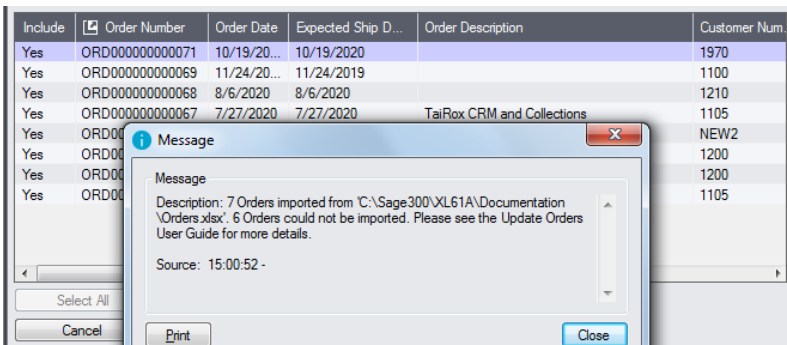 Include Order Number Order Date Expected Ship D... Order Description Customer Num.
Yes ORD000000000071 10/19/20... 10/19/2020 1970
Yes ORD000000000069 11/24/20... 11/24/2019 1100
Yes ORD000000000068 8/6/2020 8/6/2020 1210
Yes ORD000000000067 7/27/2020 7/27/2020 TaiRox CRM and Collections 1105
Yes NEW2
Yes 1200
Yes 1200
Yes 1105
Message
Message
Description: 7 Orders imported from 'C:\Sage300\XL61A\Documentation
\Orders.xlsx'. 6 Orders could not be imported. Please see the Update Orders
User Guide for more details.
Source: 15:00:52 -
Select All
Cancel
Print
Close